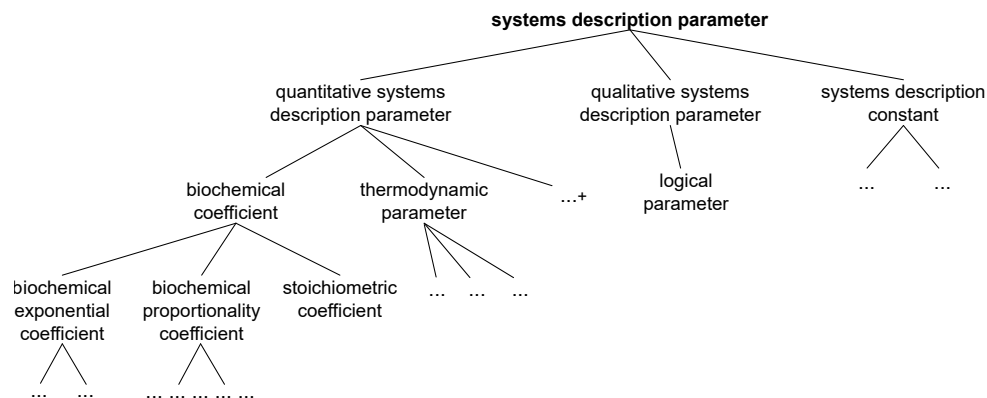 systems description parameter
quantitative systems
description parameter
qualitative systems
description parameter
systems description
constant
biochemical
coefficient
thermodynamic
parameter
...+
logical
parameter
... ...
biochemical
exponential
coefficient
biochemical
proportionality
coefficient
stoichiometric
coefficient
... ... ...
... ...
... ... ... ... ...